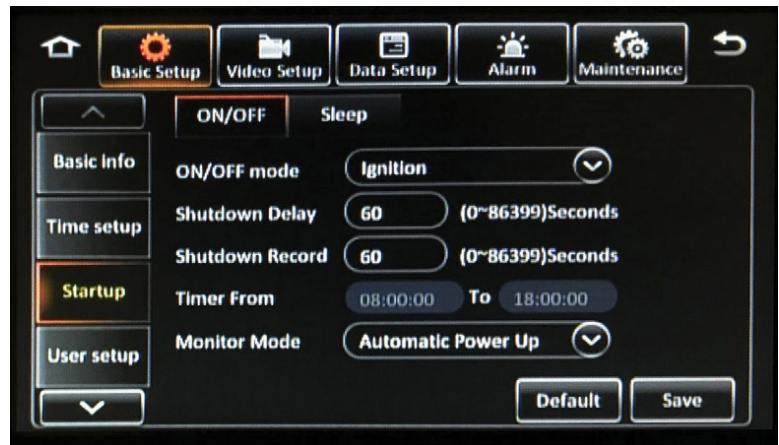 Basic Setup Video Setup Data Setup Alarm Maintenance
ON/OFF Sleep
Basic info
Time setup
Startup
User setup
ON/OFF mode Ignition
Shutdown Delay 60 (0~86399)Seconds
Shutdown Record 60 (0~86399)Seconds
Timer From 08:00:00 To 18:00:00
Monitor Mode Automatic Power Up
Default Save